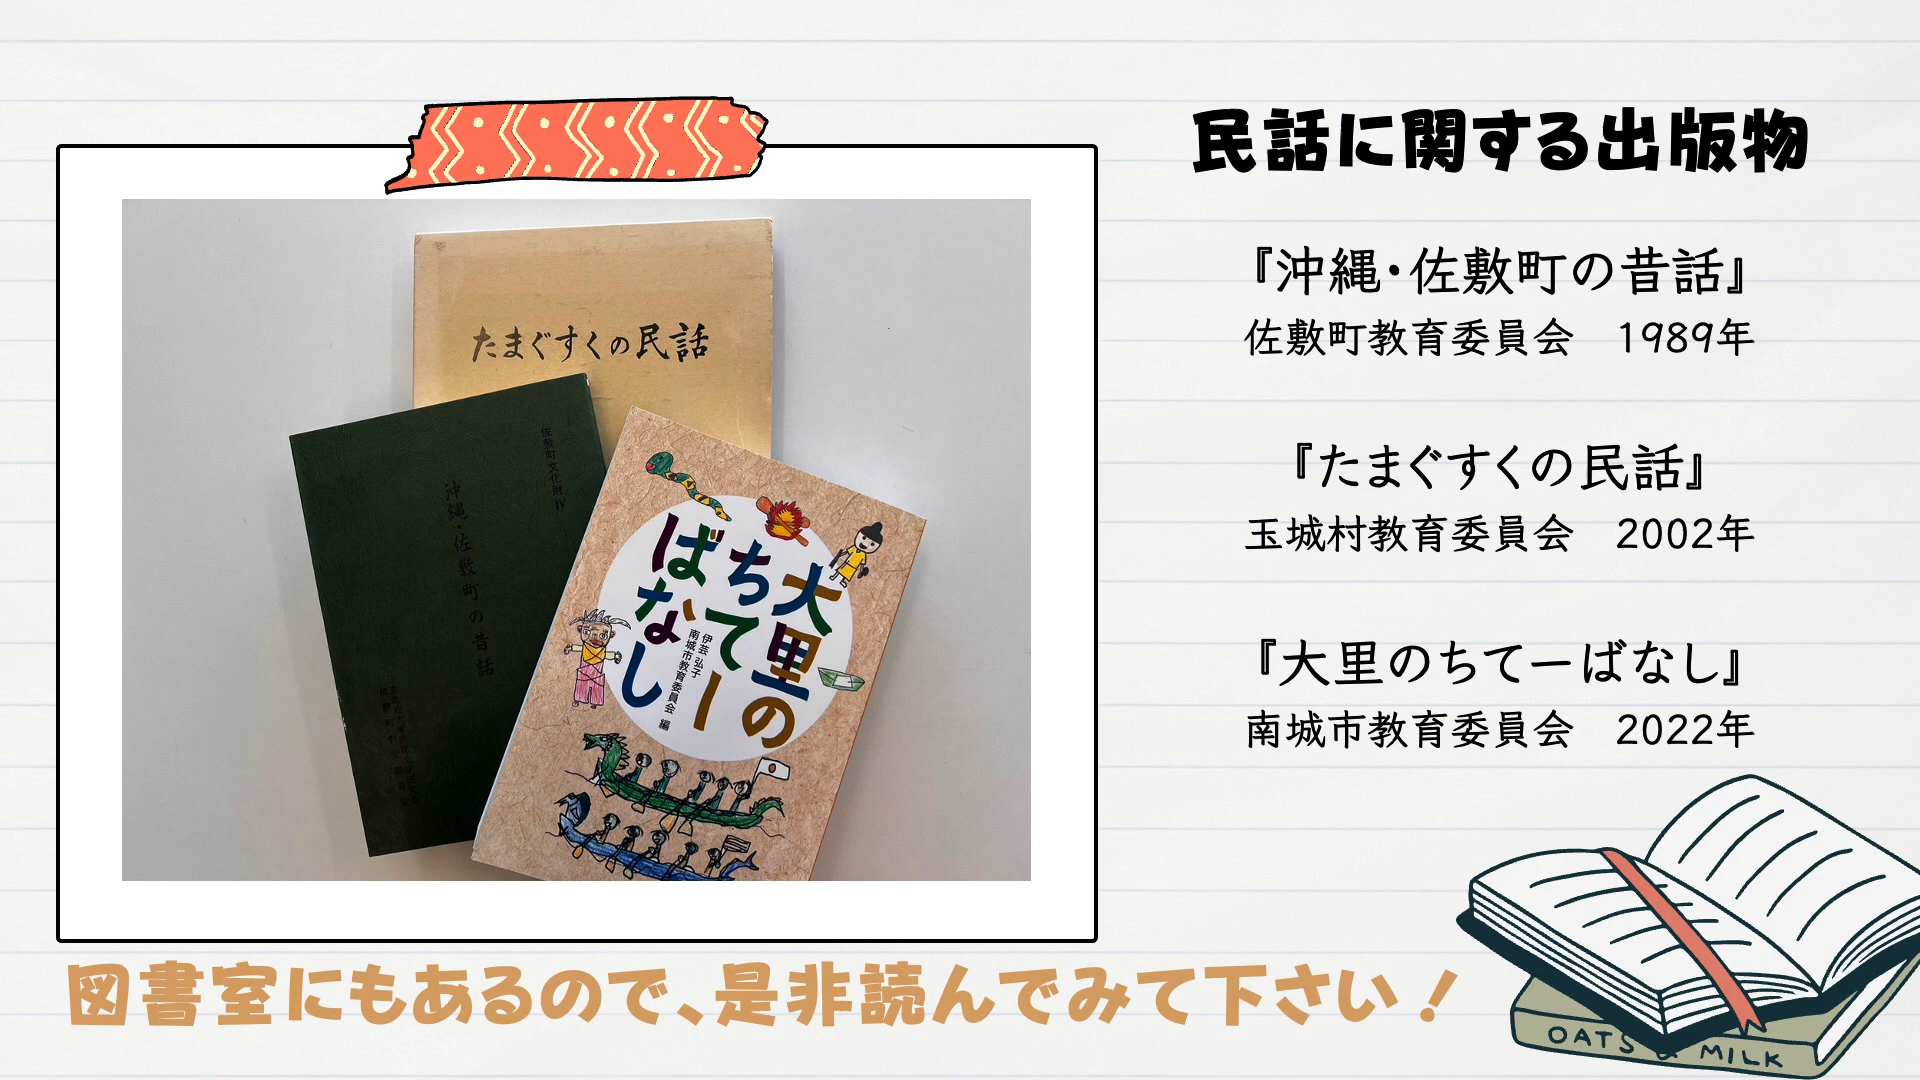 民話に関する出版物
『沖縄・佐敷町の昔話』
佐敷町教育委員会　1989年
『たまぐすくの民話』
玉城村教育委員会　2002年
『大里のちてーばなし』
南城市教育委員会　2022年
たまぐすくの民話
佐敷町文化財Ⅳ
沖縄・佐敷町の昔話
大里の
ちてー
ばなし
伊芸 弘子
南城市教育委員会 編
図書室にもあるので、是非読んでみて下さい！
OATS & MILK